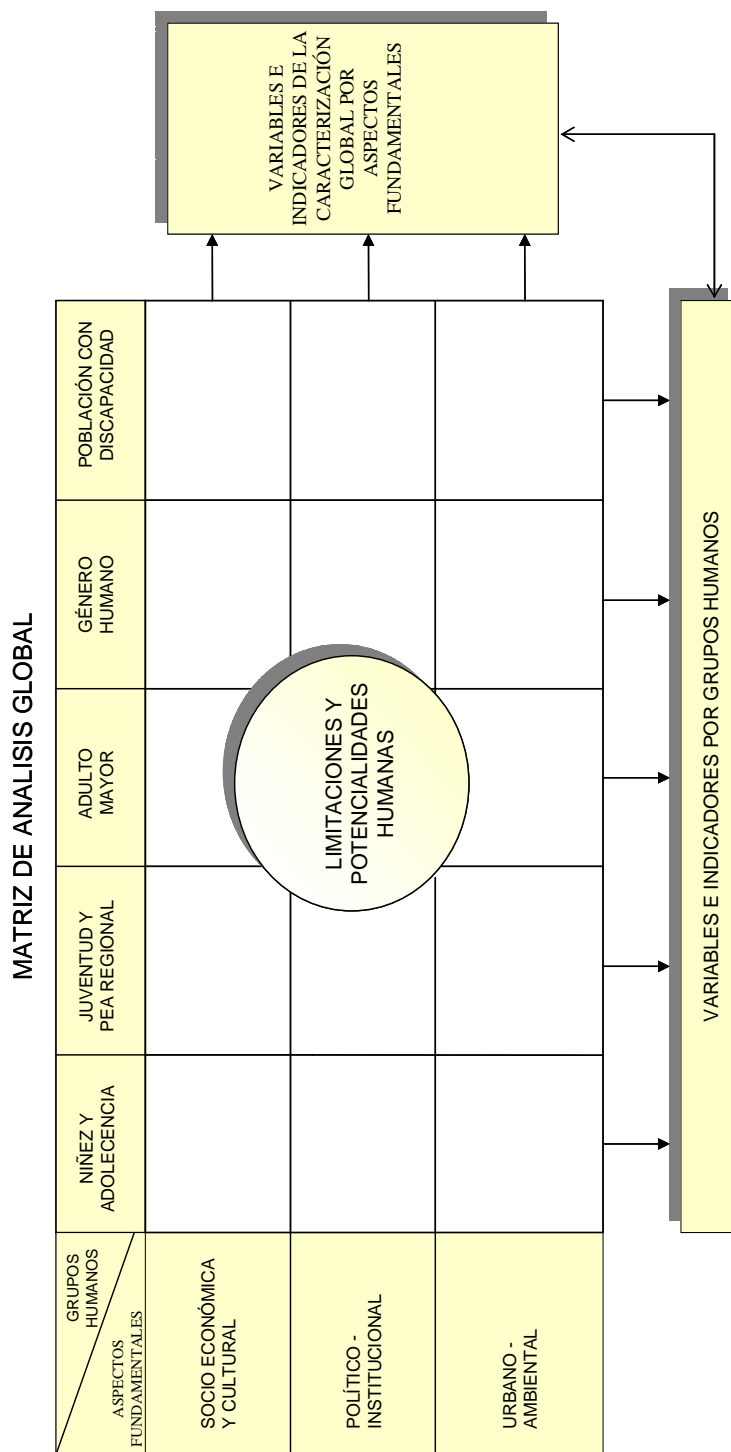 MATRIZ DE ANALISIS GLOBAL
GRUPOS
HUMANOS
ASPECTOS
FUNDAMENTALES
NIÑEZ Y
ADOLECENCIA
JUVENTUD Y
PEA REGIONAL
ADULTO
MAYOR
GÉNERO
HUMANO
POBLACIÓN CON
DISCAPACIDAD
SOCIO ECONÓMICA
Y CULTURAL
POLÍTICO -
INSTITUCIONAL
URBANO -
AMBIENTAL
LIMITACIONES Y
POTENCIALIDADES
HUMANAS
VARIABLES E
INDICADORES DE LA
CARACTERIZACIÓN
GLOBAL POR
ASPECTOS
FUNDAMENTALES
VARIABLES E INDICADORES POR GRUPOS HUMANOS